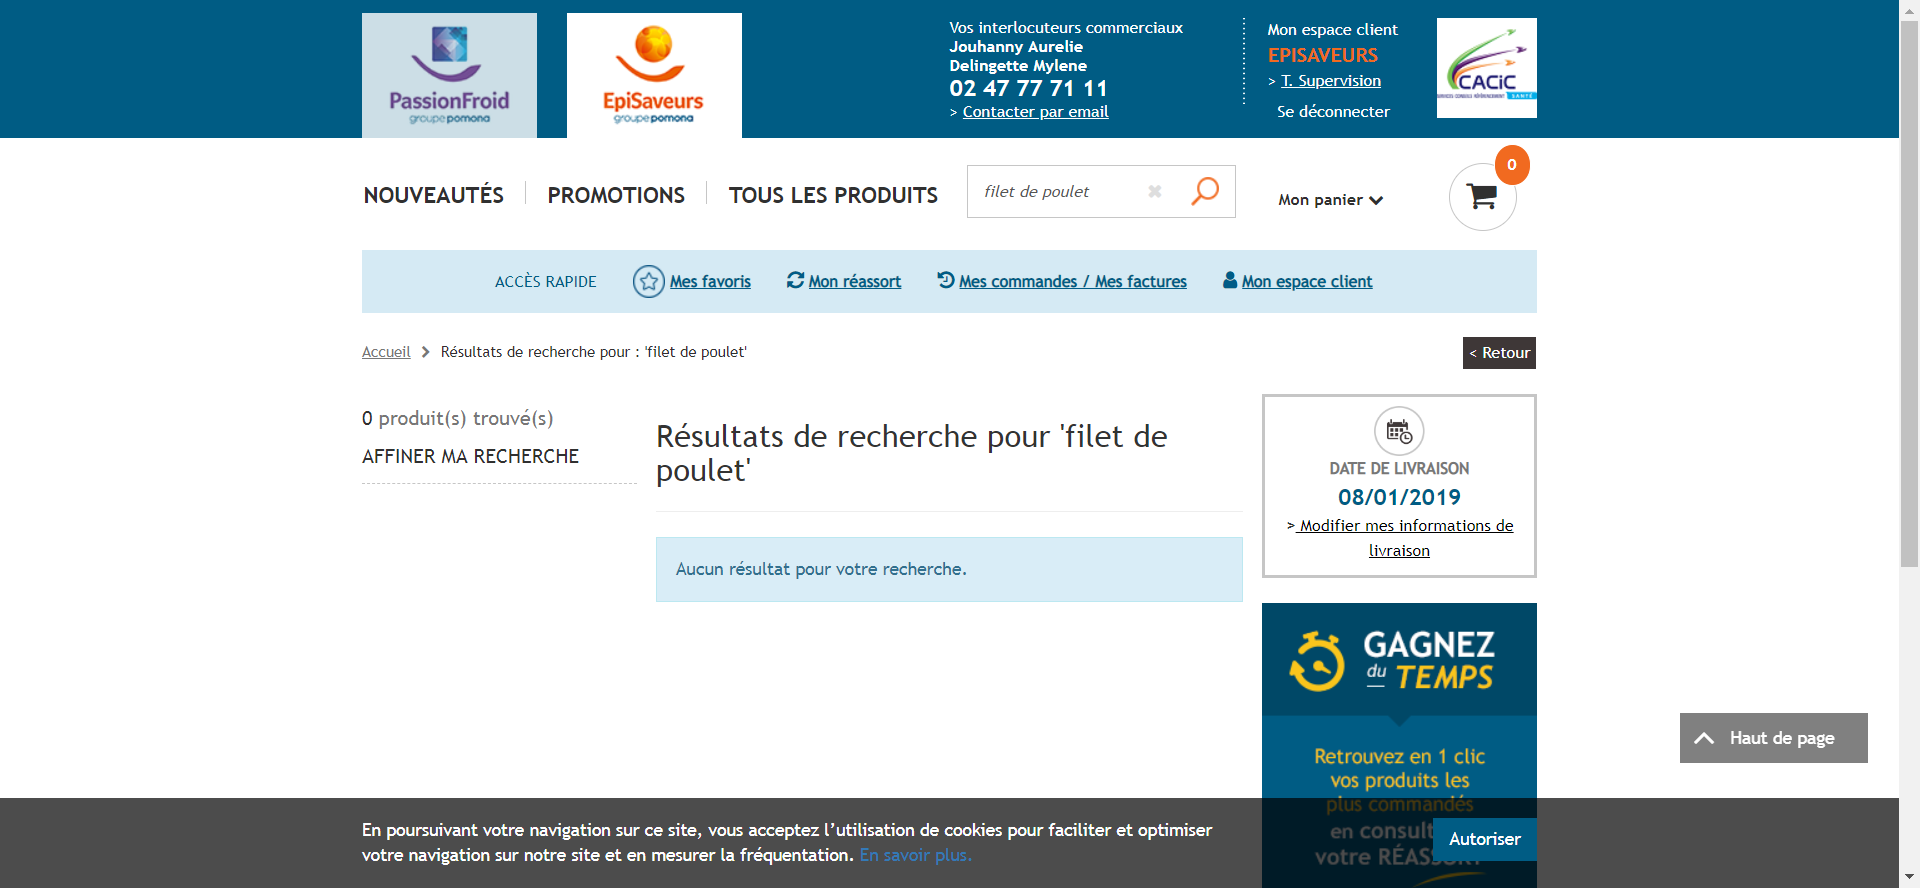 PassionFroid
groupe pomona
EpiSaveurs
groupe pomona
Vos interlocuteurs commerciaux
Jouhanny Aurelie
Delingette Mylene
02 47 77 71 11
> Contacter par email
Mon espace client
EPISAVEURS
> T. Supervision
Se déconnecter
CACIC
SERVICES CONSEILS RÉFÉRENCEMENT SANTÉ
NOUVEAUTÉS
PROMOTIONS
TOUS LES PRODUITS
filet de poulet
Mon panier
0
ACCÈS RAPIDE
Mes favoris
Mon réassort
Mes commandes / Mes factures
Mon espace client
Accueil
Résultats de recherche pour : 'filet de poulet'
< Retour
0 produit(s) trouvé(s)
AFFINER MA RECHERCHE
Résultats de recherche pour 'filet de
poulet'
Aucun résultat pour votre recherche.
DATE DE LIVRAISON
08/01/2019
> Modifier mes informations de
livraison
GAGNEZ
du TEMPS
Retrouvez en 1 clic
vos produits les
plus commandés
en consult
votre RÉASSORT
Haut de page
En poursuivant votre navigation sur ce site, vous acceptez l’utilisation de cookies pour faciliter et optimiser
votre navigation sur notre site et en mesurer la fréquentation. En savoir plus.
Autoriser